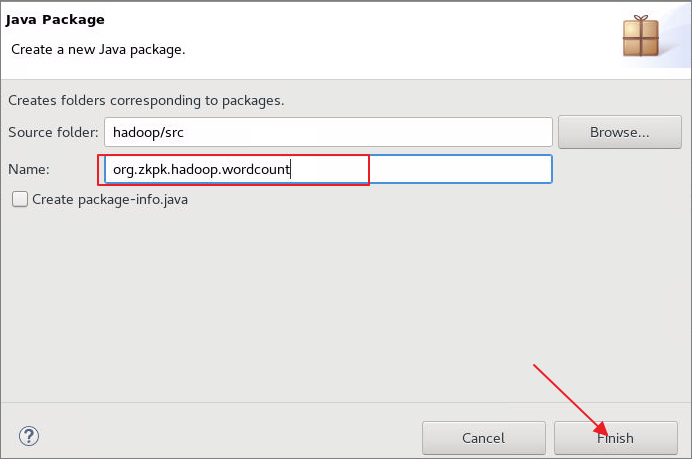 Java Package
Create a new Java package.
Creates folders corresponding to packages.
Source folder: hadoop/src Browse...
Name: org.zkpk.hadoop.wordcount
Create package-info.java
? Cancel Finish